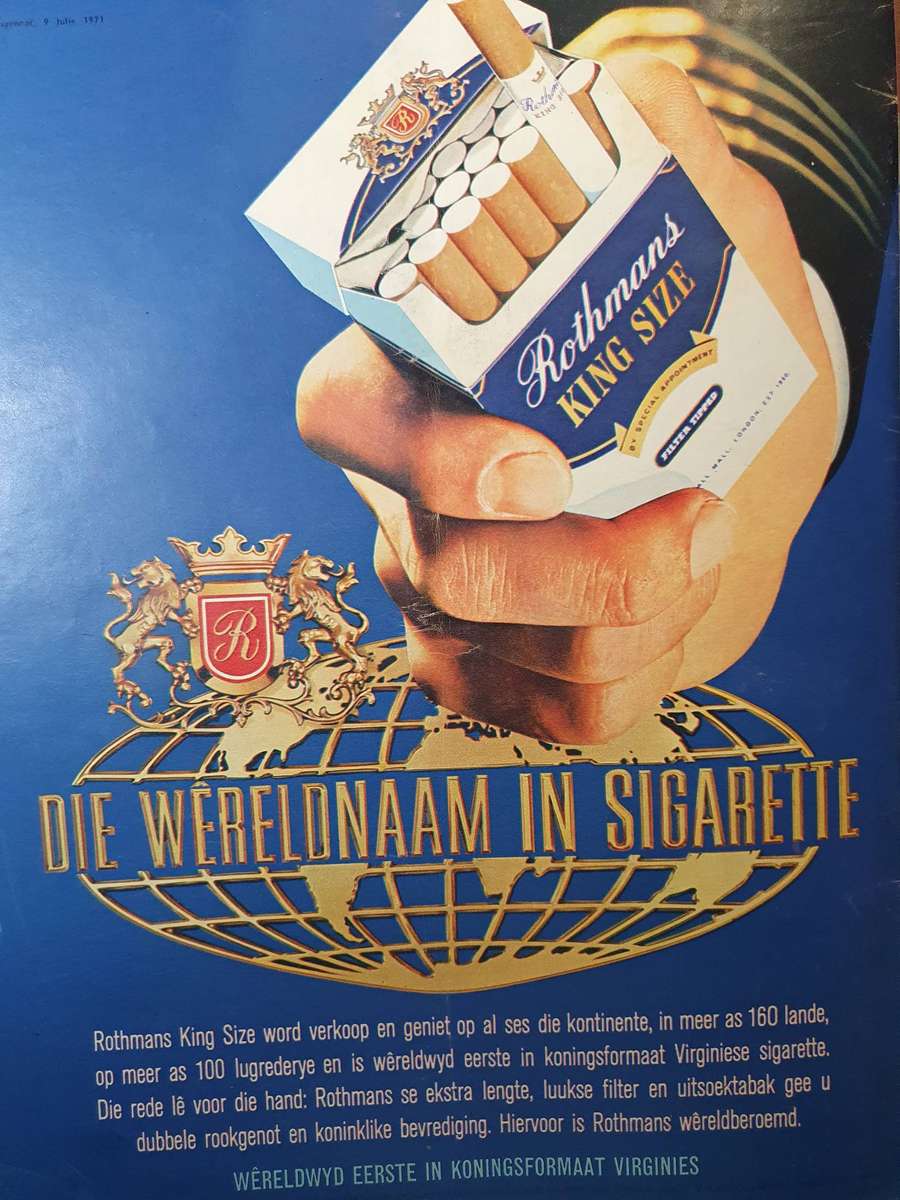 9 Julie 1971
R
Rothmans
KING SIZE
Rothmans
KING SIZE
BY SPECIAL APPOINTMENT
FILTER TIPPED
MALL, LONDON. EST. 1890.
R
DIE WÊRELDNAAM IN SIGARETTE
Rothmans King Size word verkoop en geniet op al ses die kontinente, in meer as 160 lande,
op meer as 100 lugrederye en is wêreldwyd eerste in koningsformaat Virginiese sigarette.
Die rede lê voor die hand: Rothmans se ekstra lengte, luukse filter en uitsoektabak gee u
dubbele rookgenot en koninklike bevrediging. Hiervoor is Rothmans wêreldberoemd.
WÊRELDWYD EERSTE IN KONINGSFORMAAT VIRGINIES